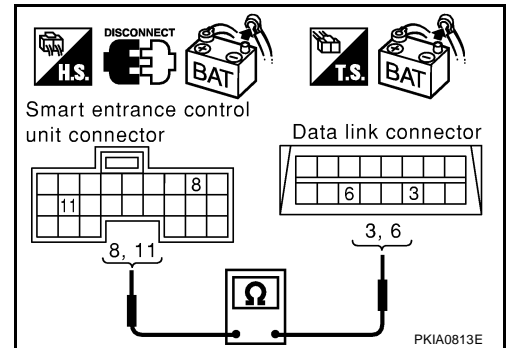 DISCONNECT
H.S.
BAT
T.S.
BAT
Smart entrance control
unit connector
Data link connector
8
11
6 3
8, 11
3, 6
Ω
PKIA0813E